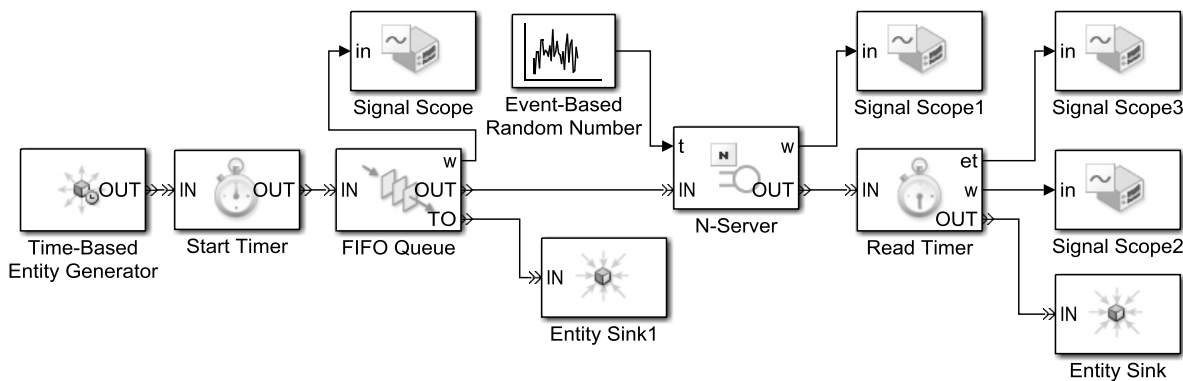 in
Signal Scope
Event-Based
Random Number
in
Signal Scope1
in
Signal Scope3
OUT
Time-Based
Entity Generator
IN
OUT
Start Timer
w
IN
OUT
TO
FIFO Queue
IN
Entity Sink1
t
N
w
IN
OUT
N-Server
et
IN
w
OUT
Read Timer
in
Signal Scope2
IN
Entity Sink